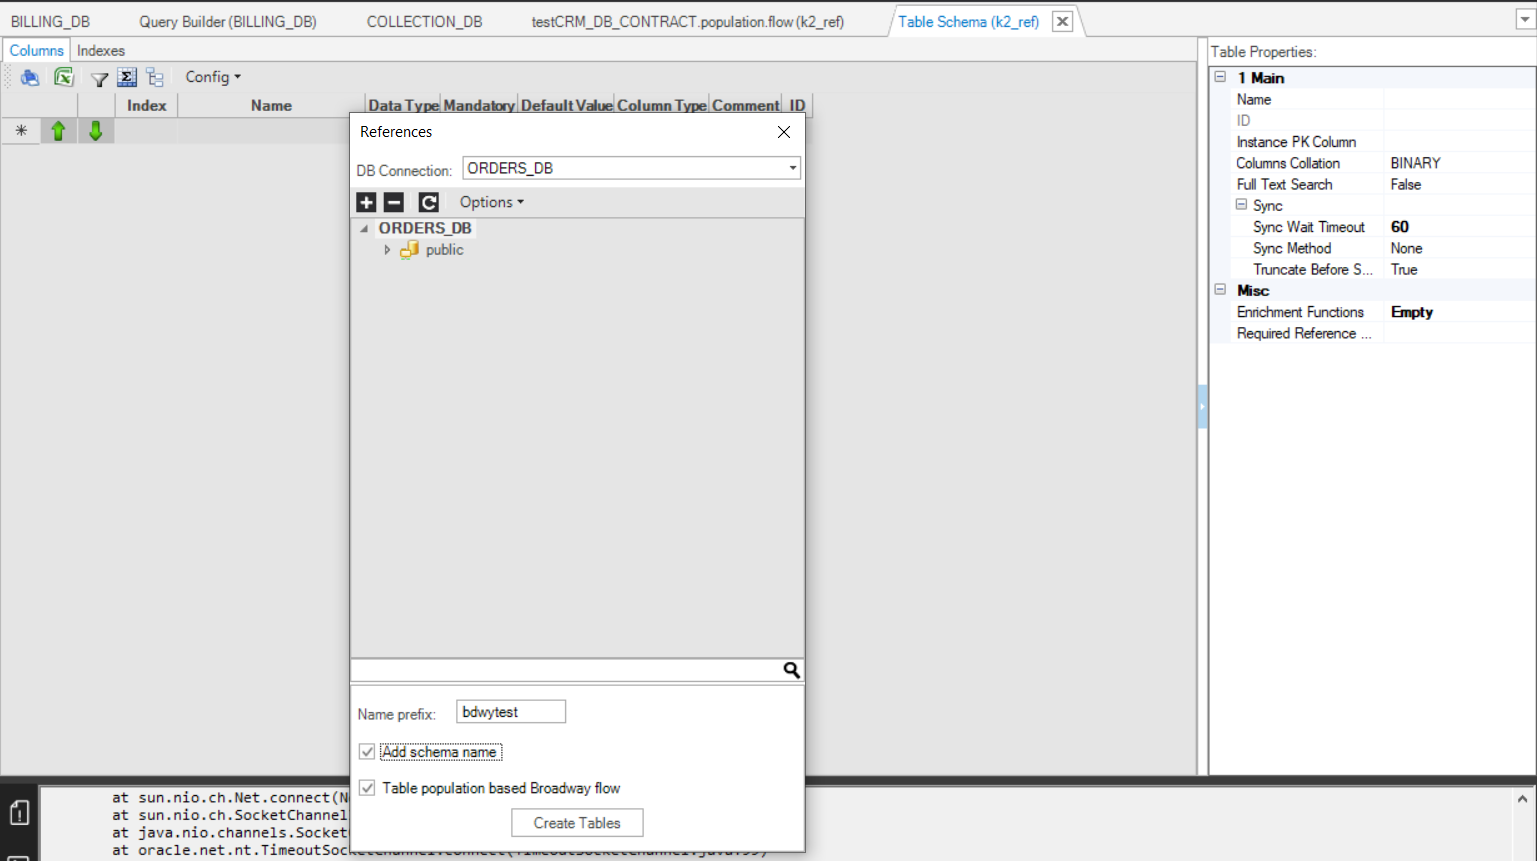 BILLING_DB Query Builder (BILLING_DB) COLLECTION_DB testCRM_DB_CONTRACT.population.flow (k2_ref) Table Schema (k2_ref)
Columns Indexes
Config
Index Name Data Type Mandatory Default Value Column Type Comment ID
References
DB Connection: ORDERS_DB
Options
ORDERS_DB
public
Name prefix: bdwytest
Add schema name
Table population based Broadway flow
Create Tables
Table Properties:
1 Main
Name
ID
Instance PK Column
Columns Collation BINARY
Full Text Search False
Sync
Sync Wait Timeout 60
Sync Method None
Truncate Before S... True
Misc
Enrichment Functions Empty
Required Reference ...
at sun.nio.ch.Net.connect(N
at sun.nio.ch.SocketChannel
at java.nio.channels.Socket
at oracle.net.nt.TimeoutSocketChannel.connect(TimeoutSocketChannel.java:99)